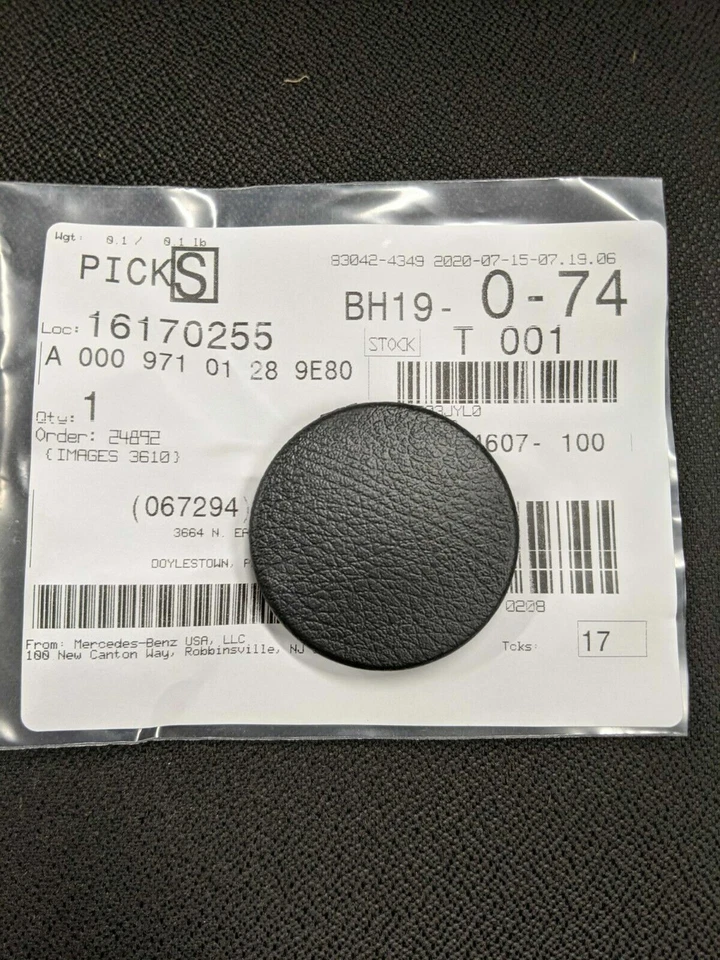 Wgt: 0.1 / 0.1 lb
PICK S
83042-4349 2020-07-15-07.19.06
BH19- 0-74
Loc: 16170255
STOCK T 001
A 000 971 01 28 9E80
Qty: 1
Order: 24892
(IMAGES 3610)
607- 100
(067294)
3664 N.
DOYLESTOWN,
0208
From: Mercedes-Benz USA, LLC
100 New Canton Way, Robbinsville, NJ
Tcks: 17